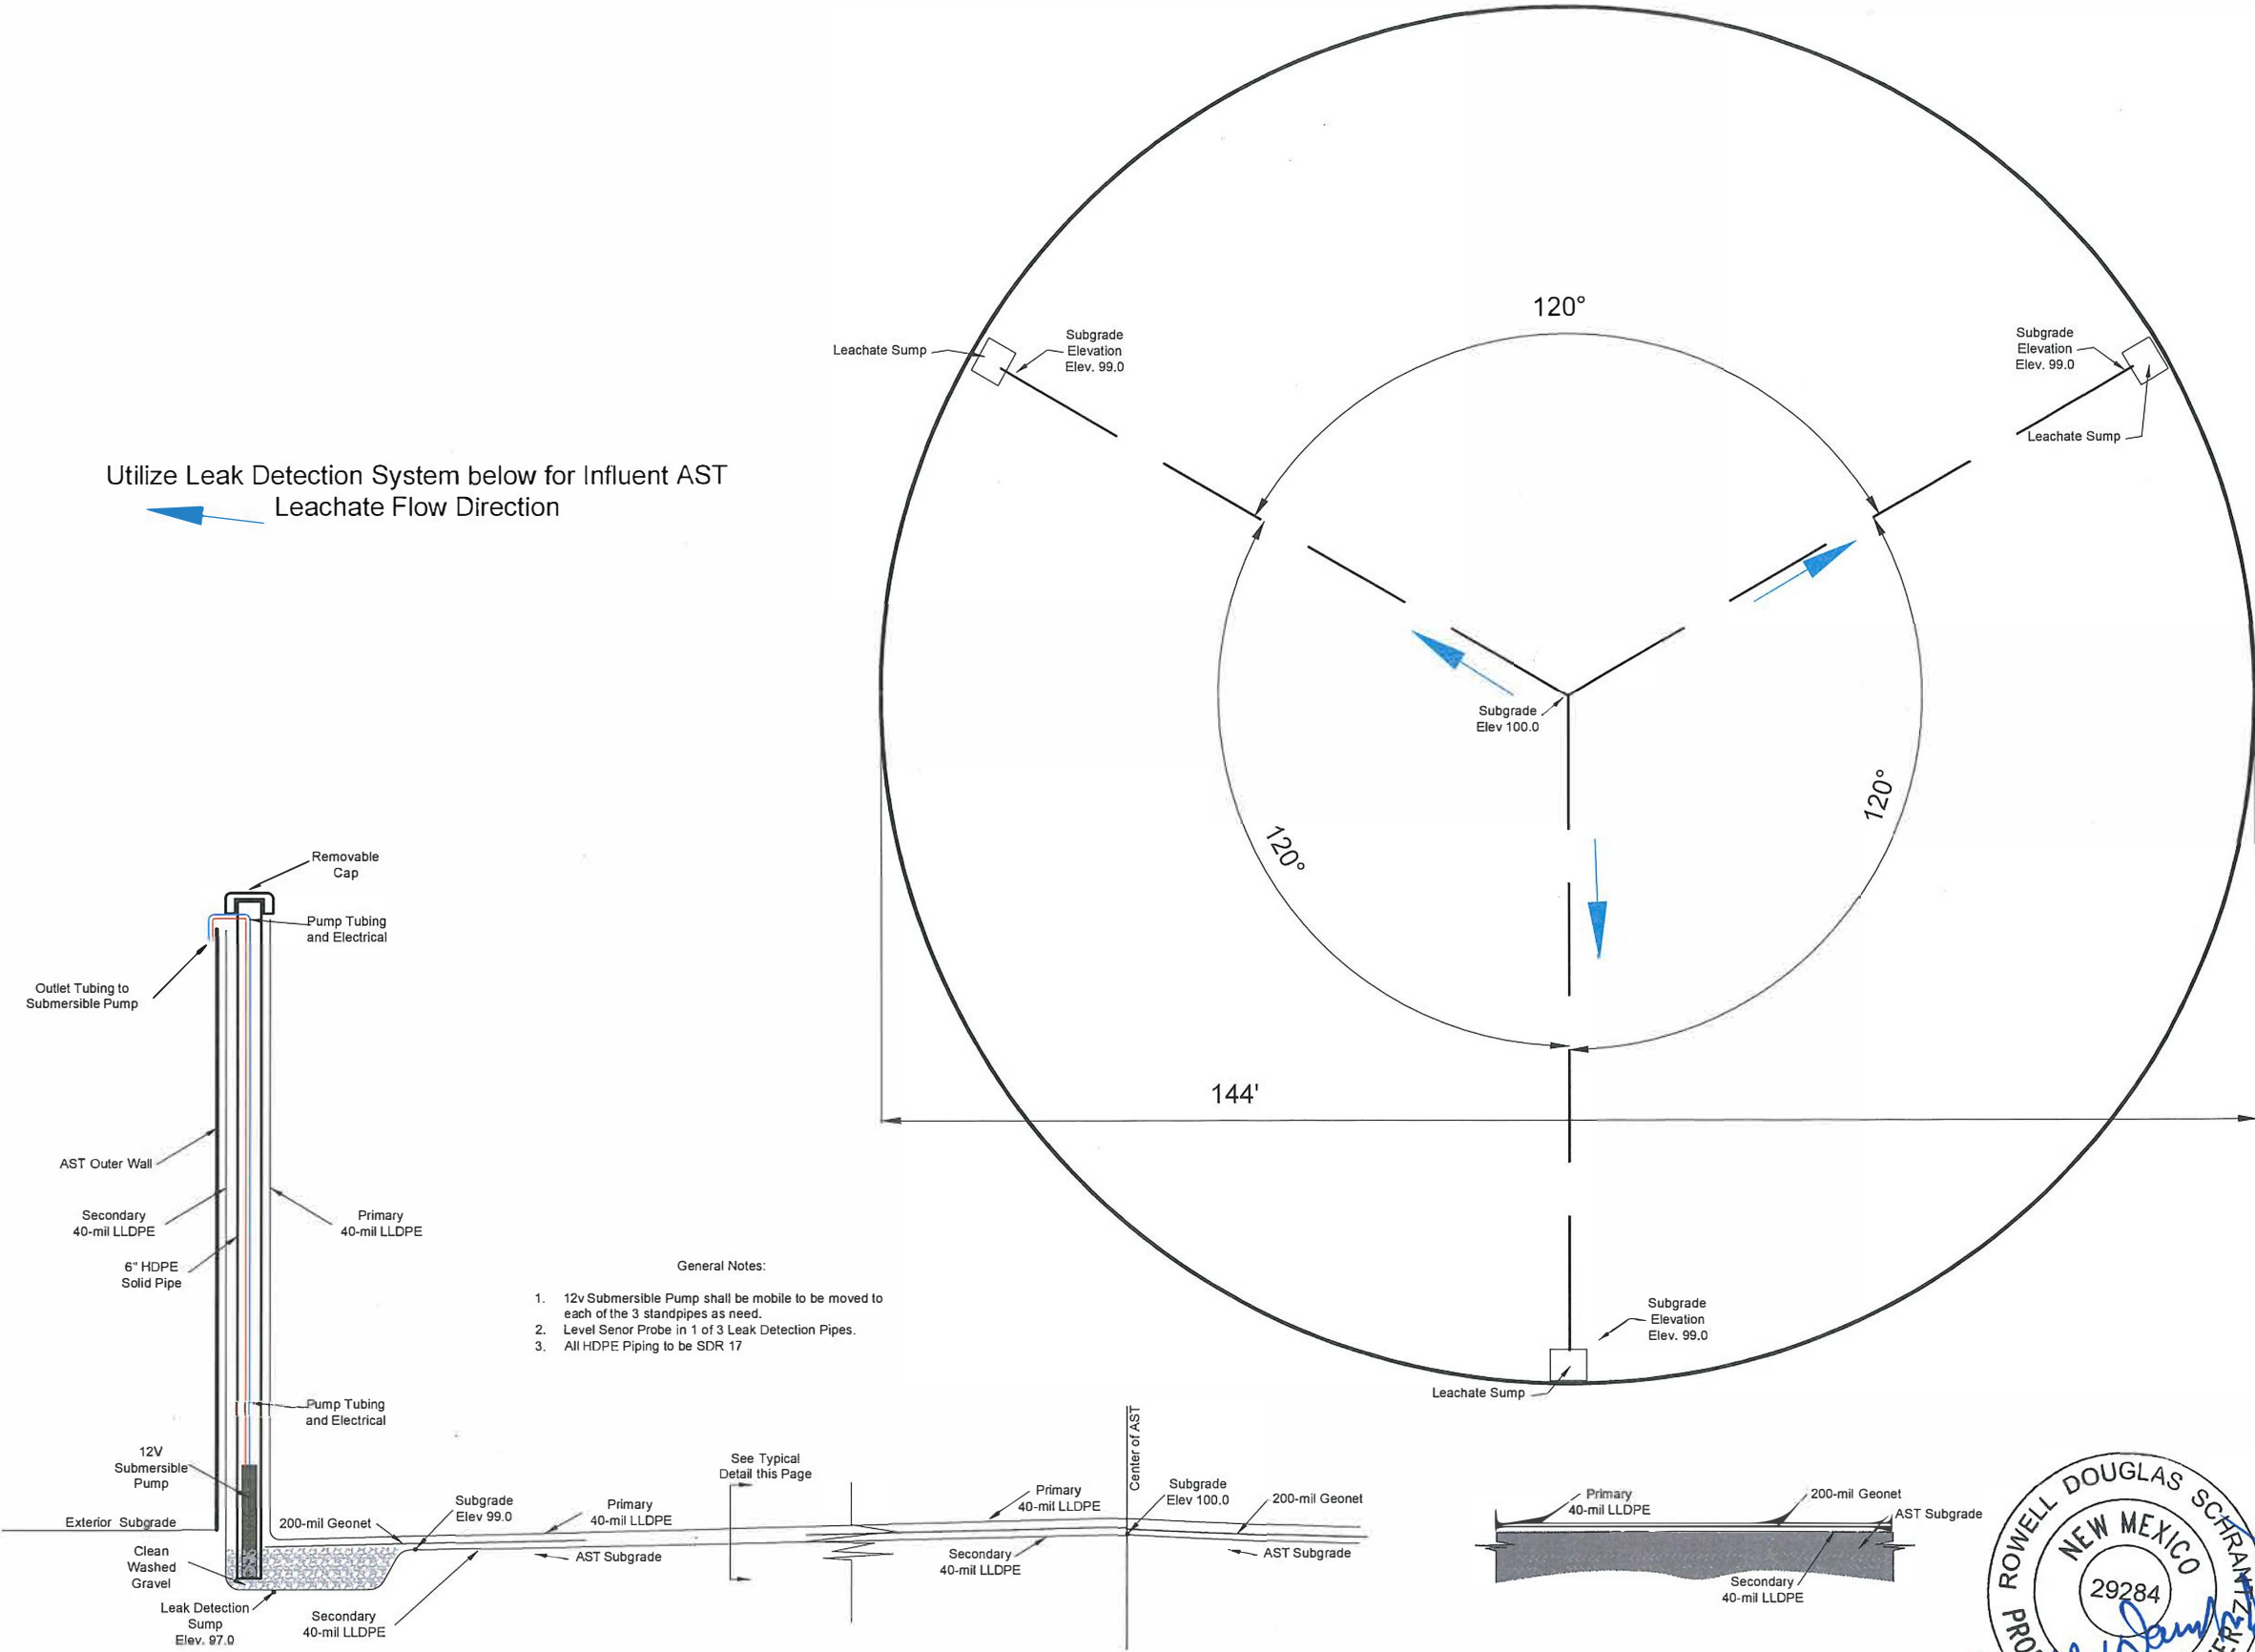 120°
Leachate Sump
Subgrade
Elevation
Elev. 99.0
Subgrade
Elevation
Elev. 99.0
Leachate Sump
Utilize Leak Detection System below for Influent AST
Leachate Flow Direction
Subgrade
Elev 100.0
120°
120°
144'
Subgrade
Elevation
Elev. 99.0
Leachate Sump
Removable
Cap
Pump Tubing
and Electrical
Outlet Tubing to
Submersible Pump
AST Outer Wall
Secondary
40-mil LLDPE
Primary
40-mil LLDPE
6" HDPE
Solid Pipe
General Notes:
1. 12v Submersible Pump shall be mobile to be moved to
each of the 3 standpipes as need.
2. Level Senor Probe in 1 of 3 Leak Detection Pipes.
3. All HDPE Piping to be SDR 17
Pump Tubing
and Electrical
12V
Submersible
Pump
Exterior Subgrade
Clean
Washed
Gravel
Leak Detection
Sump
Elev. 97.0
200-mil Geonet
Subgrade
Elev 99.0
Primary
40-mil LLDPE
AST Subgrade
Secondary
40-mil LLDPE
See Typical
Detail this Page
Primary
40-mil LLDPE
Secondary
40-mil LLDPE
Center of AST
Subgrade
Elev 100.0
200-mil Geonet
AST Subgrade
Primary
40-mil LLDPE
200-mil Geonet
AST Subgrade
Secondary
40-mil LLDPE
ROWELL DOUGLAS
NEW MEXICO
29284